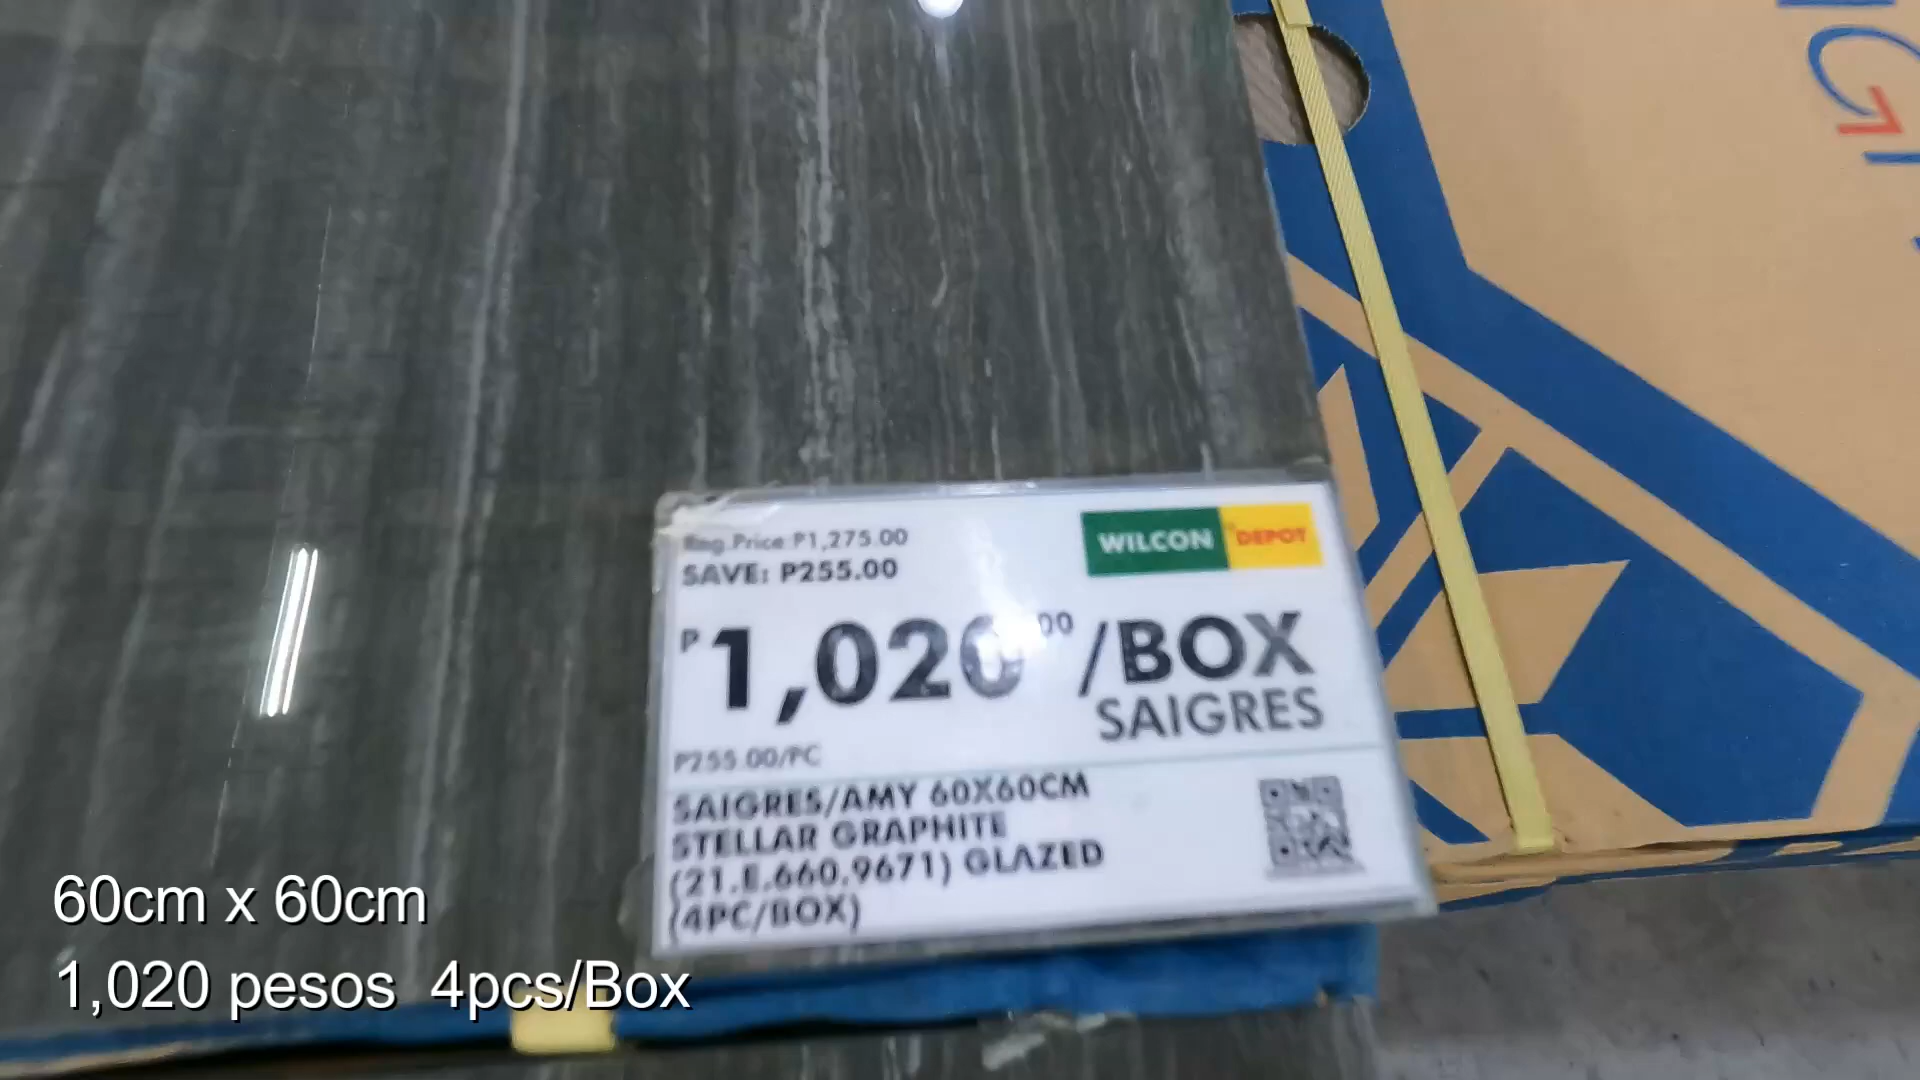 Reg.Price P1,275.00
SAVE: P255.00
WILCON DEPOT
P1,020.00 /BOX
SAIGRES
P255.00/PC
SAIGRES/AMY 60X60CM
STELLAR GRAPHITE
(21.E.660.9671) GLAZED
(4PC/BOX)
60cm x 60cm
1,020 pesos 4pcs/Box